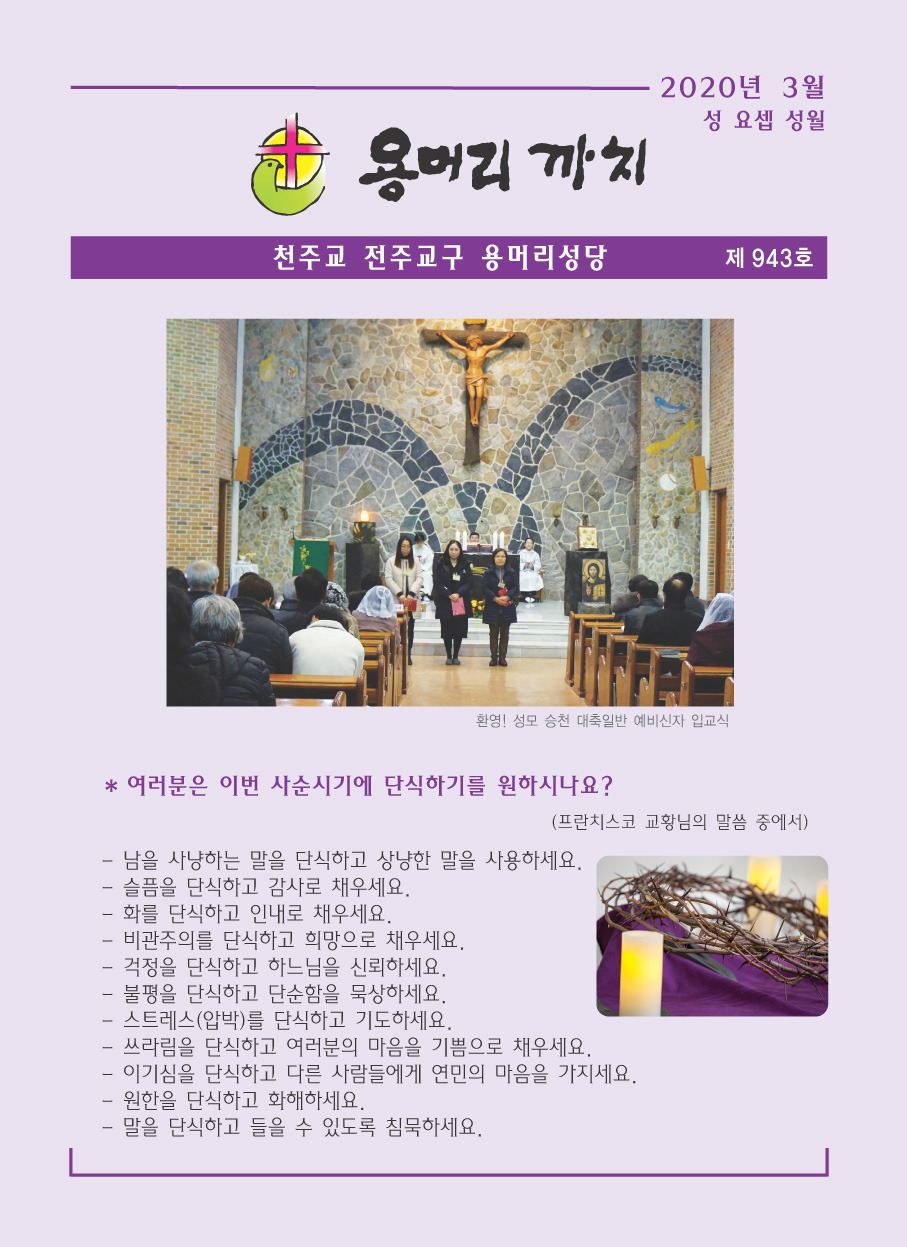 2020년 3월
성 요셉 성월
용머리 까치
천주교 전주교구 용머리성당 제 943호
환영! 성모 승천 대축일반 예비신자 입교식
* 여러분은 이번 사순시기에 단식하기를 원하시나요?
(프란치스코 교황님의 말씀 중에서)
- 남을 사냥하는 말을 단식하고 상냥한 말을 사용하세요.
- 슬픔을 단식하고 감사로 채우세요.
- 화를 단식하고 인내로 채우세요.
- 비관주의를 단식하고 희망으로 채우세요.
- 걱정을 단식하고 하느님을 신뢰하세요.
- 불평을 단식하고 단순함을 묵상하세요.
- 스트레스(압박)를 단식하고 기도하세요.
- 쓰라림을 단식하고 여러분의 마음을 기쁨으로 채우세요.
- 이기심을 단식하고 다른 사람들에게 연민의 마음을 가지세요.
- 원한을 단식하고 화해하세요.
- 말을 단식하고 들을 수 있도록 침묵하세요.